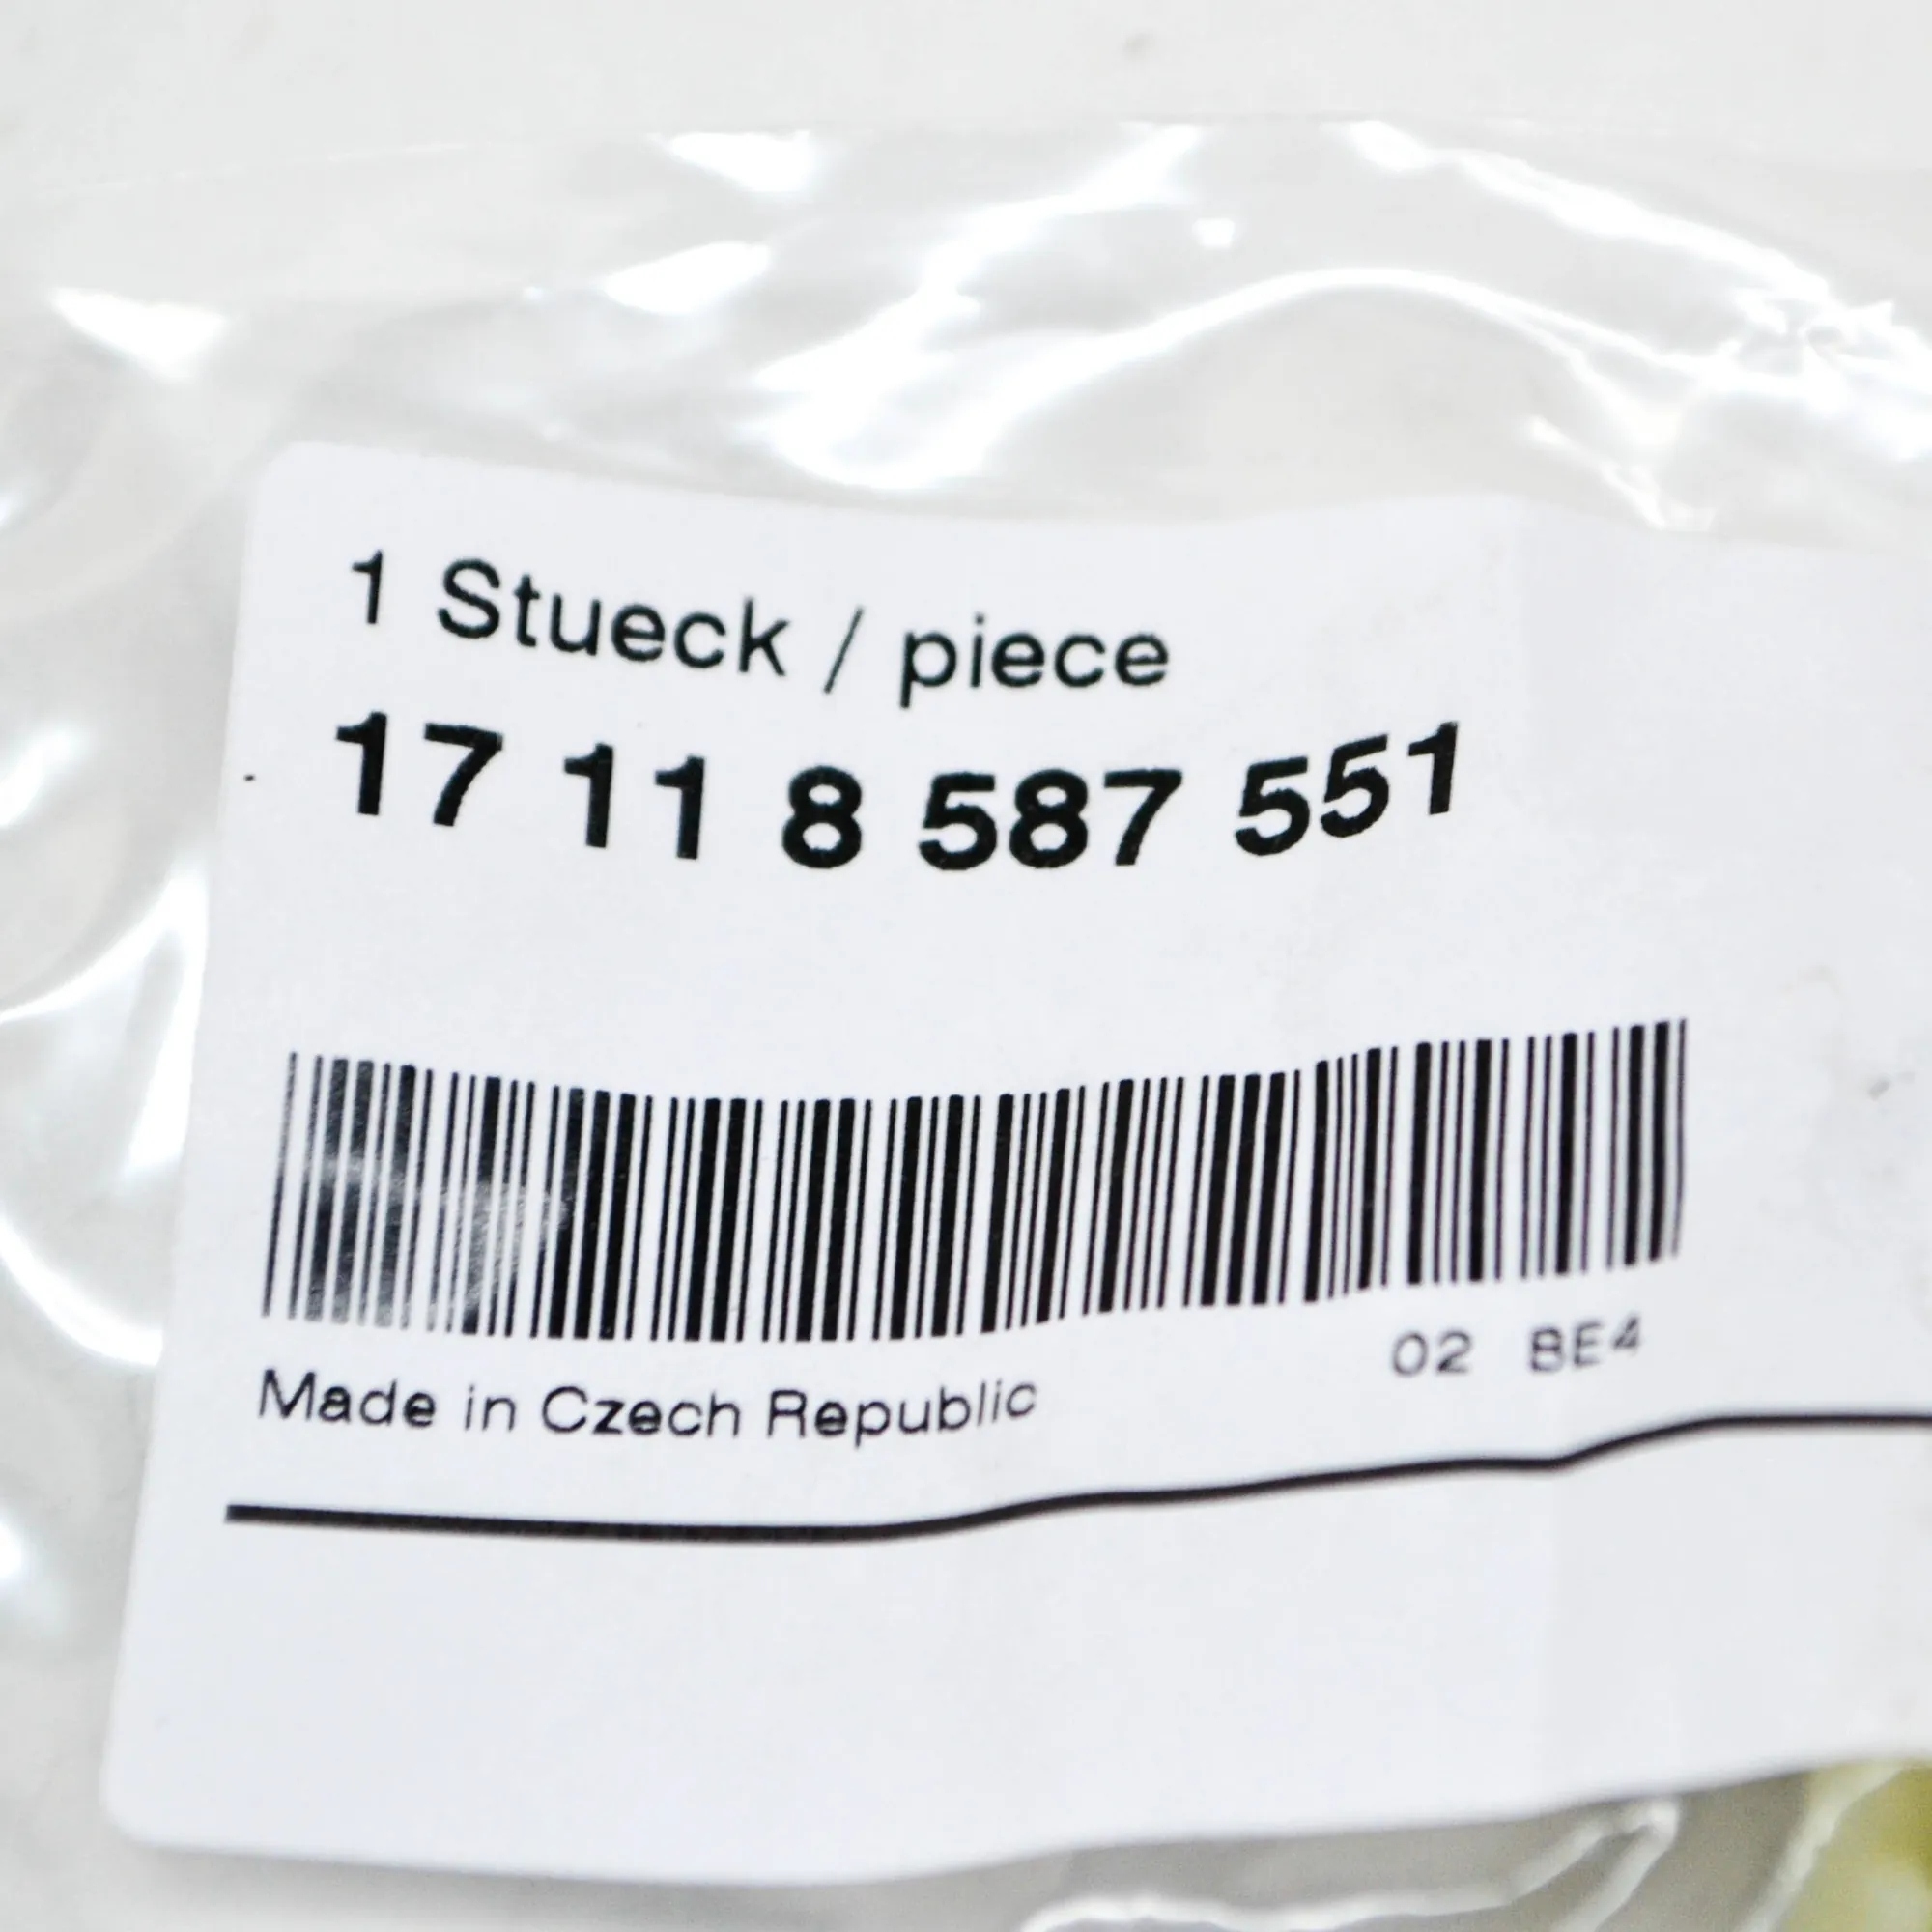 1 Stueck / piece
17 11 8 587 551
02 BE4
Made in Czech Republic